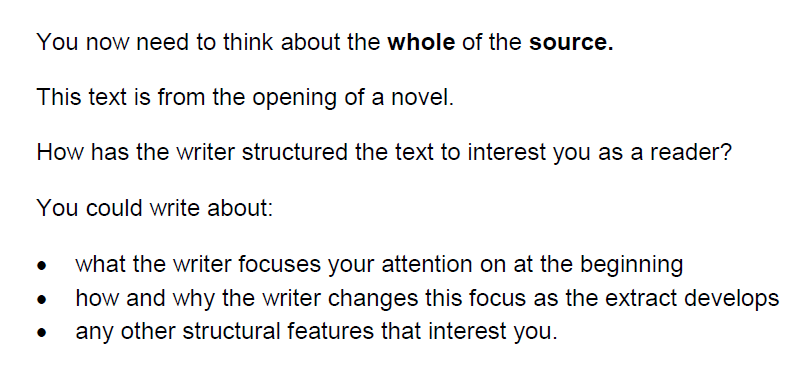 You now need to think about the whole of the source.
This text is from the opening of a novel.
How has the writer structured the text to interest you as a reader?
You could write about:
• what the writer focuses your attention on at the beginning
• how and why the writer changes this focus as the extract develops
• any other structural features that interest you.